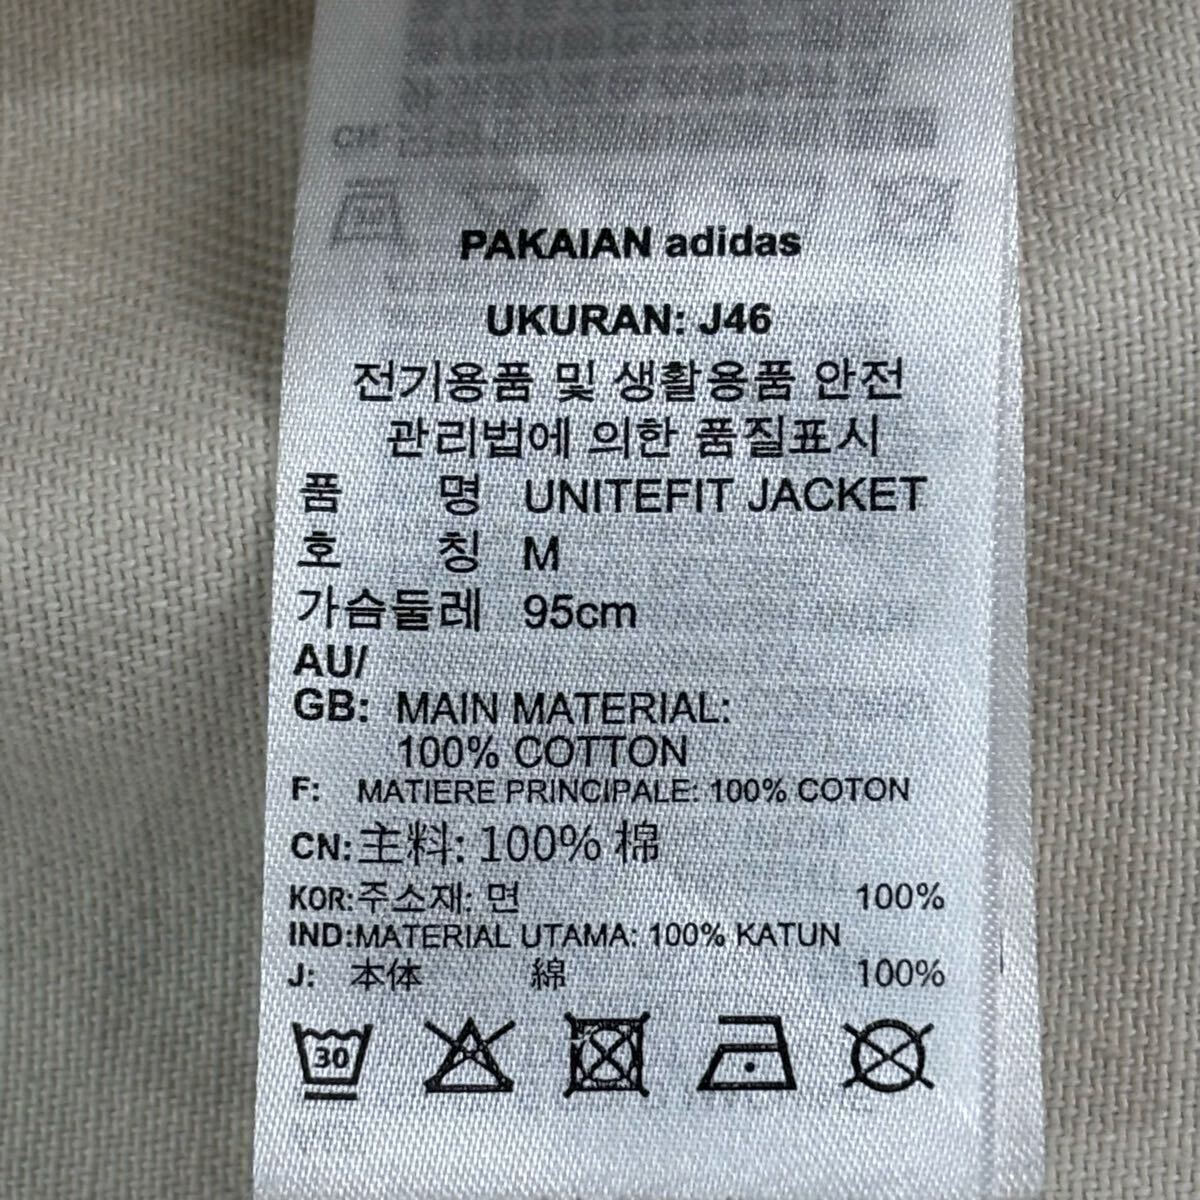 PAKAIAN adidas
UKURAN: J46
전기용품 및 생활용품 안전
관리법에 의한 품질표시
품 명 UNITEFIT JACKET
호 칭 M
가슴둘레 95cm
AU/
GB: MAIN MATERIAL:
100% COTTON
F: MATIERE PRINCIPALE: 100% COTON
CN: 主料: 100% 棉
KOR: 주소재: 면 100%
IND: MATERIAL UTAMA: 100% KATUN
J: 本体 綿 100%
30